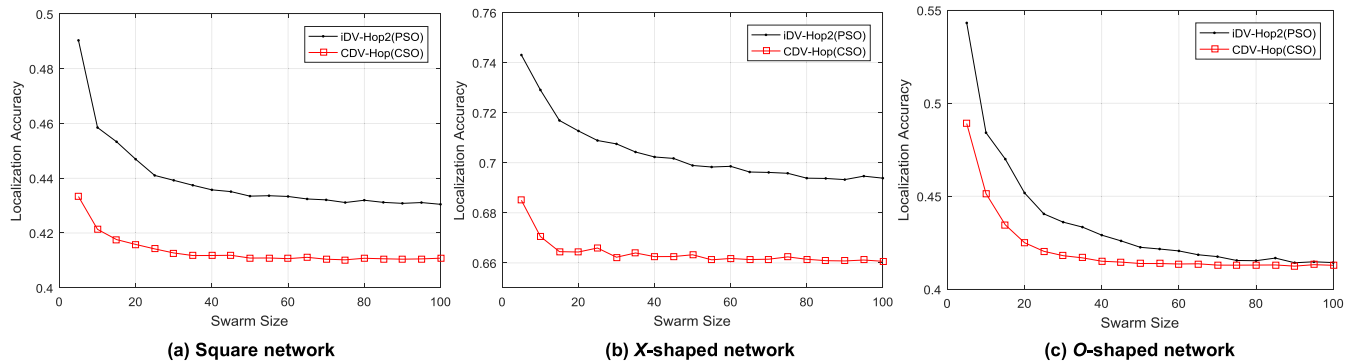 0.5
0.48
0.46
0.44
0.42
0.4
Localization Accuracy
iDV-Hop2(PSO)
CDV-Hop(CSO)
0 20 40 60 80 100
Swarm Size
(a) Square network
0.76
0.74
0.72
0.7
0.68
0.66
Localization Accuracy
iDV-Hop2(PSO)
CDV-Hop(CSO)
0 20 40 60 80 100
Swarm Size
(b) X-shaped network
0.55
0.5
0.45
0.4
Localization Accuracy
iDV-Hop2(PSO)
CDV-Hop(CSO)
0 20 40 60 80 100
Swarm Size
(c) O-shaped network